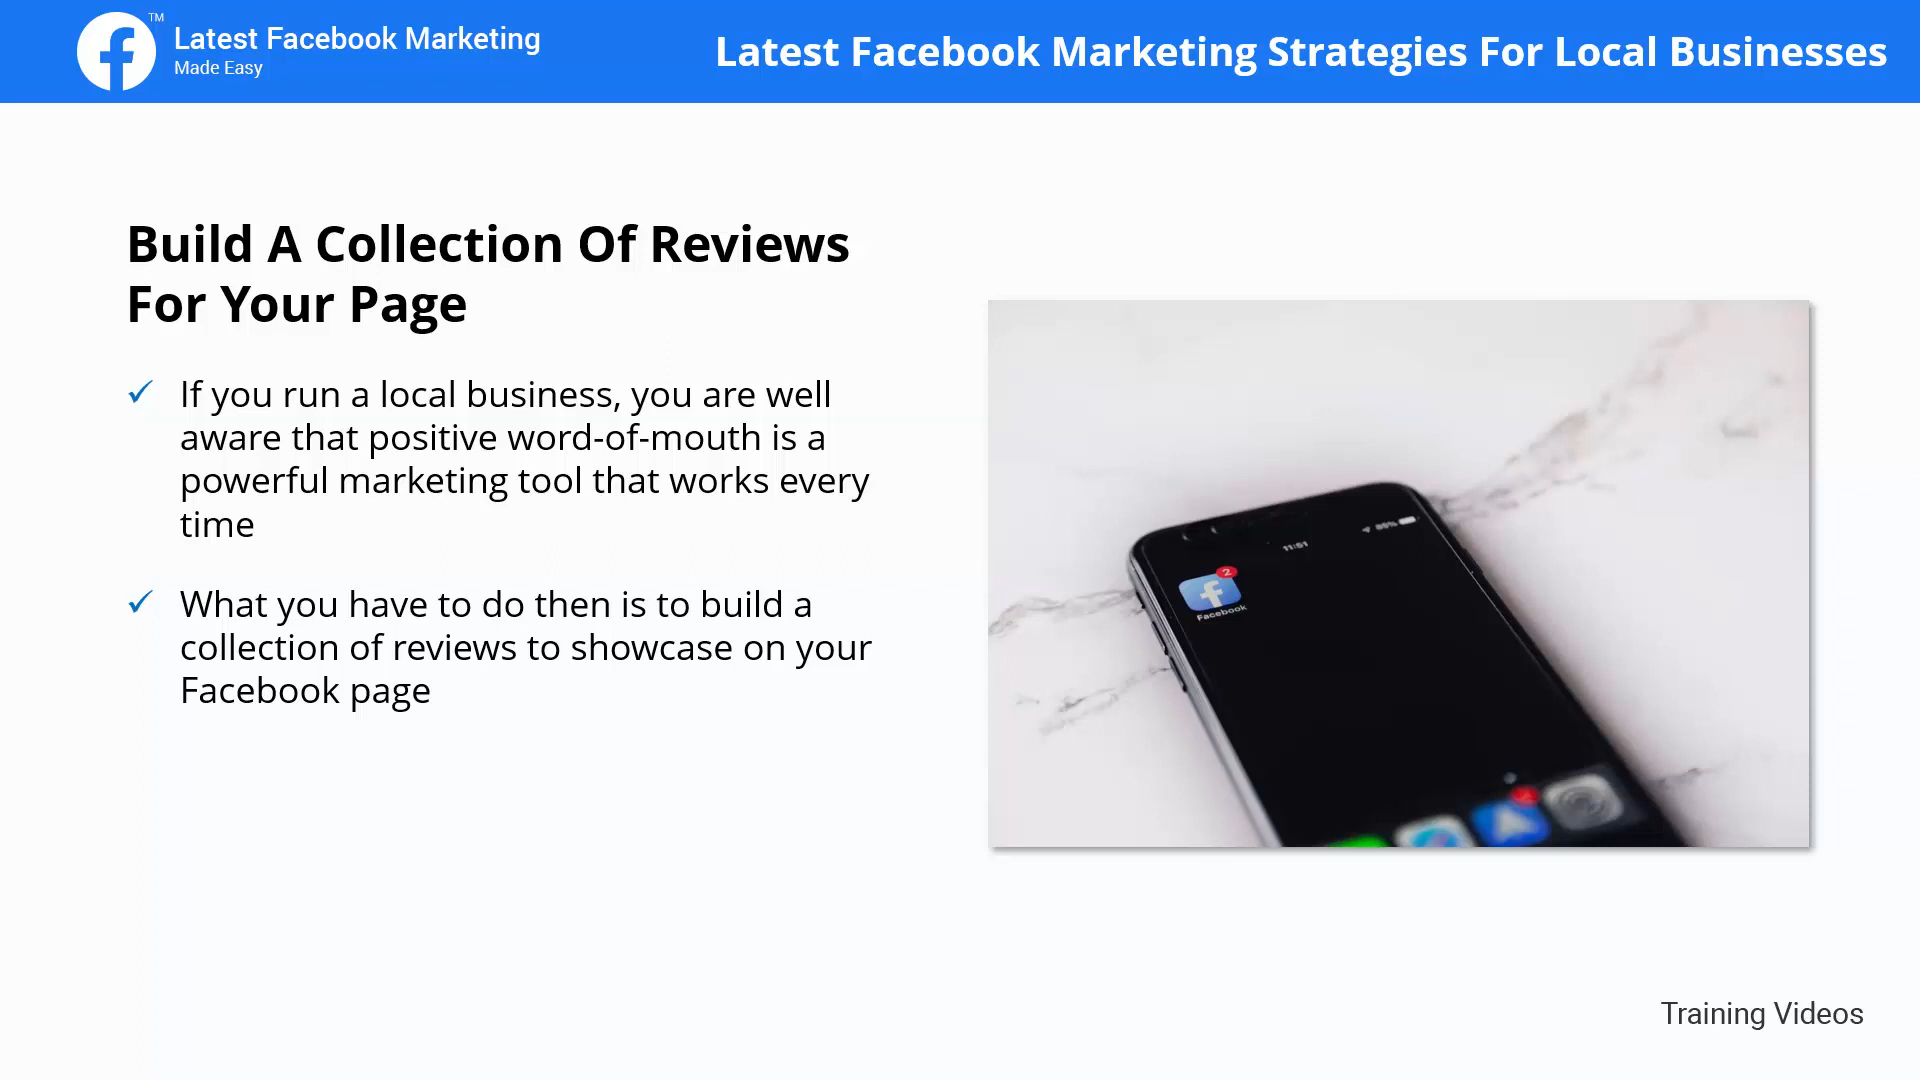 TM
Latest Facebook Marketing
Made Easy
Latest Facebook Marketing Strategies For Local Businesses
Build A Collection Of Reviews
For Your Page
✓ If you run a local business, you are well
aware that positive word-of-mouth is a
powerful marketing tool that works every
time
✓ What you have to do then is to build a
collection of reviews to showcase on your
Facebook page
11:51
2
Facebook
Training Videos